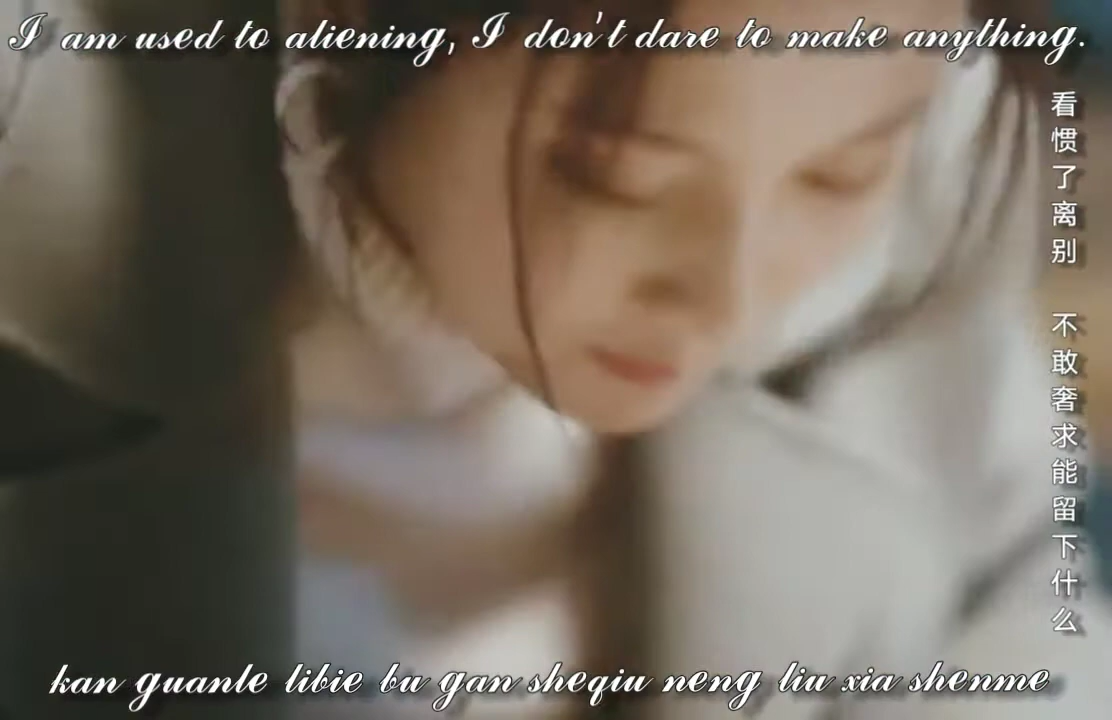 I am used to aliening, I don't dare to make anything.
看惯了离别 不敢奢求能留下什么
kan guanle libie bu gan sheqiu neng liu xia shenme